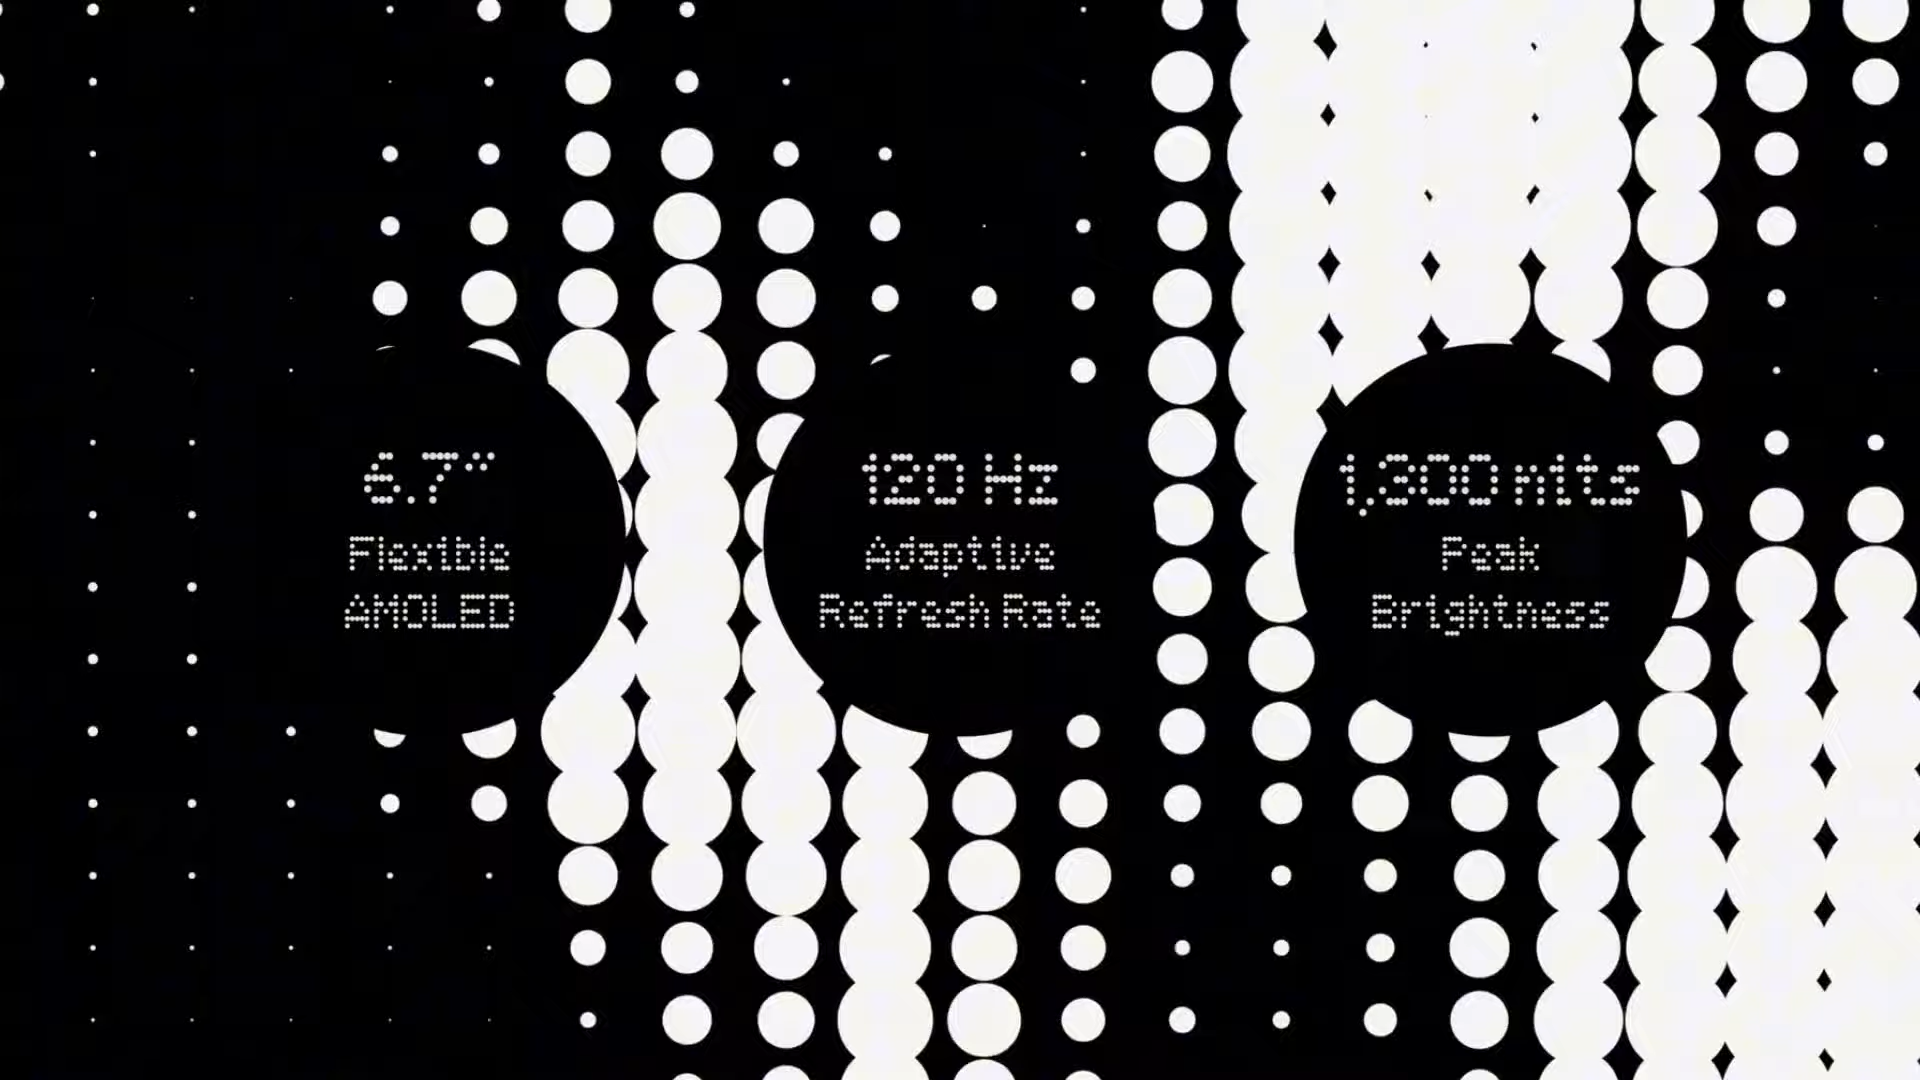 6.7”
Flexible
AMOLED
120 Hz
Adaptive
Refresh Rate
1,300 nits
Peak
Brightness